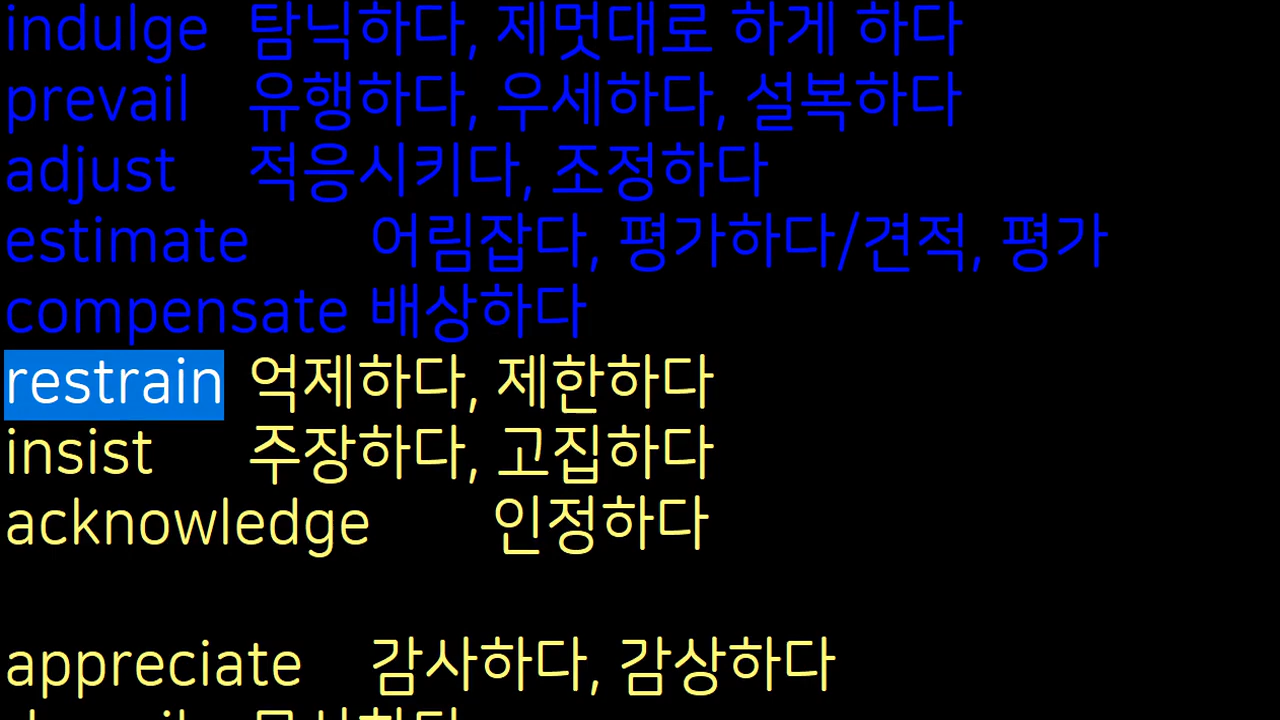 indulge 탐닉하다, 제멋대로 하게 하다
prevail 유행하다, 우세하다, 설복하다
adjust 적응시키다, 조정하다
estimate 어림잡다, 평가하다/견적, 평가
compensate 배상하다
restrain 억제하다, 제한하다
insist 주장하다, 고집하다
acknowledge 인정하다
appreciate 감사하다, 감상하다